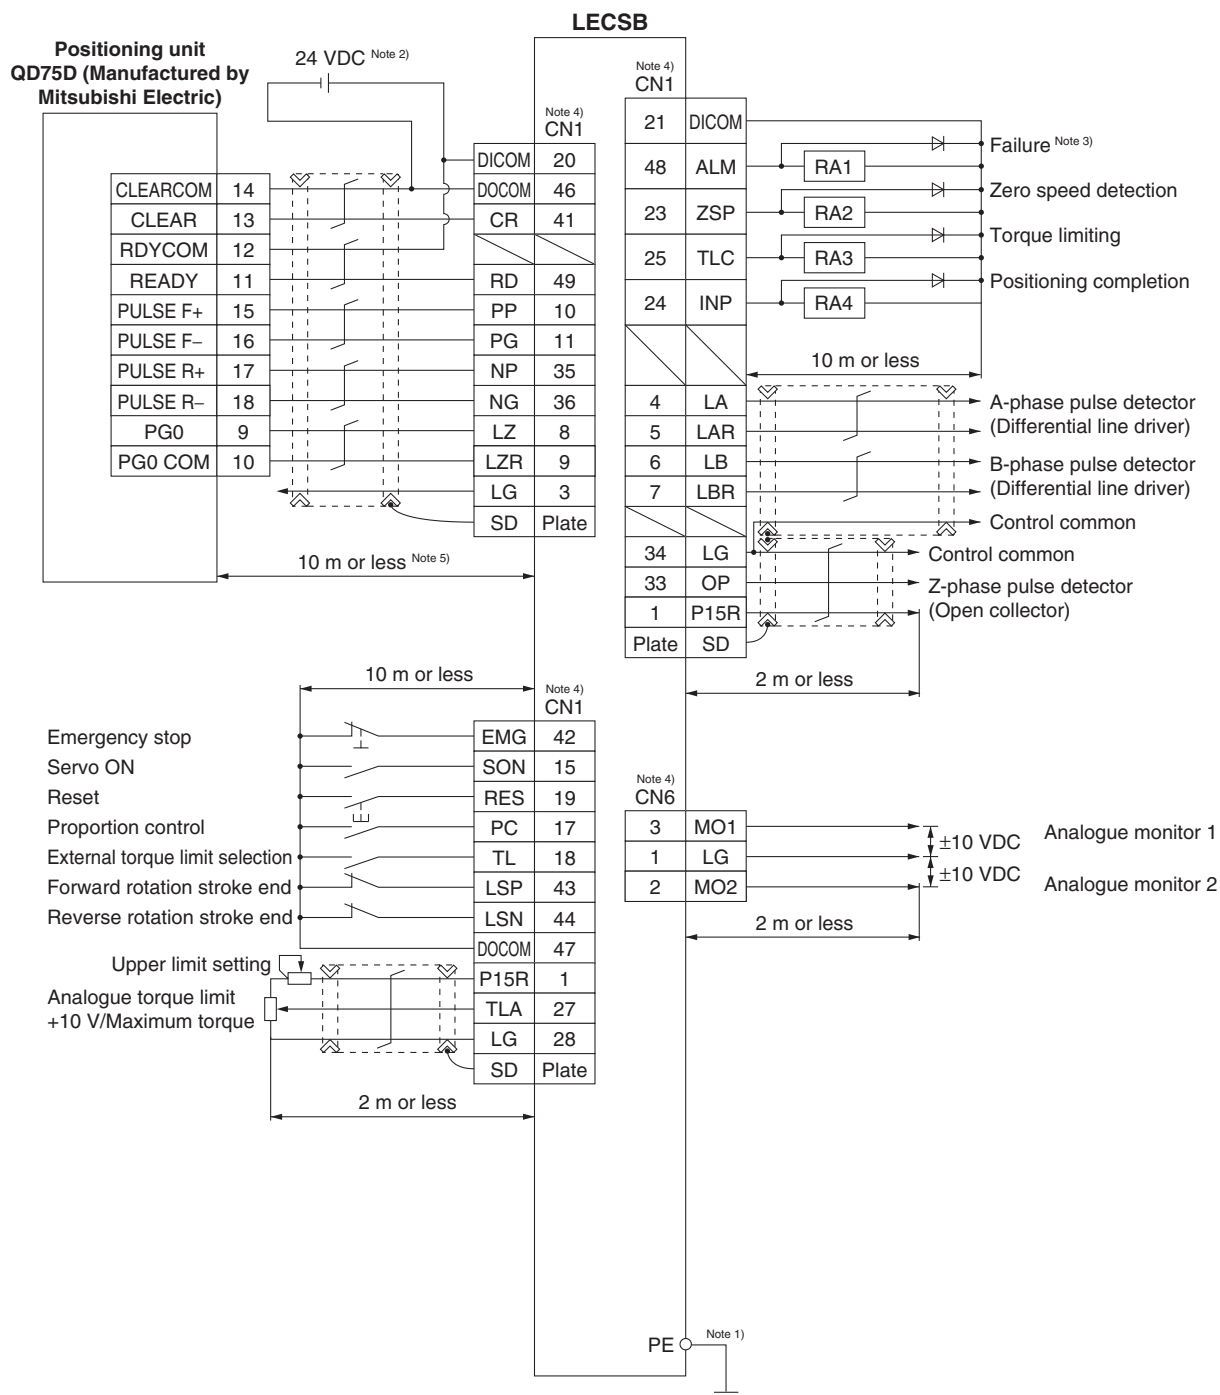 LECSB
Positioning unit
QD75D (Manufactured by
Mitsubishi Electric)
24 VDC Note 2)
Note 4)
CN1
DICOM 20
CLEARCOM 14 DOCOM 46
CLEAR 13 CR 41
RDYCOM 12
READY 11 RD 49
PULSE F+ 15 PP 10
PULSE F− 16 PG 11
PULSE R+ 17 NP 35
PULSE R− 18 NG 36
PG0 9 LZ 8
PG0 COM 10 LZR 9
LG 3
SD Plate
10 m or less Note 5)
Note 4)
CN1
21 DICOM
Failure Note 3)
48 ALM RA1
Zero speed detection
23 ZSP RA2
Torque limiting
25 TLC RA3
Positioning completion
24 INP RA4
10 m or less
4 LA A-phase pulse detector
5 LAR (Differential line driver)
6 LB B-phase pulse detector
7 LBR (Differential line driver)
Control common
34 LG Control common
33 OP Z-phase pulse detector
1 P15R (Open collector)
Plate SD
2 m or less
10 m or less
Note 4)
CN1
Emergency stop EMG 42
Servo ON SON 15
Reset RES 19
Proportion control PC 17
External torque limit selection TL 18
Forward rotation stroke end LSP 43
Reverse rotation stroke end LSN 44
DOCOM 47
Upper limit setting P15R 1
Analogue torque limit
+10 V/Maximum torque TLA 27
LG 28
SD Plate
2 m or less
Note 4)
CN6
3 MO1 Analogue monitor 1
±10 VDC
1 LG
±10 VDC
2 MO2 Analogue monitor 2
2 m or less
PE Note 1)